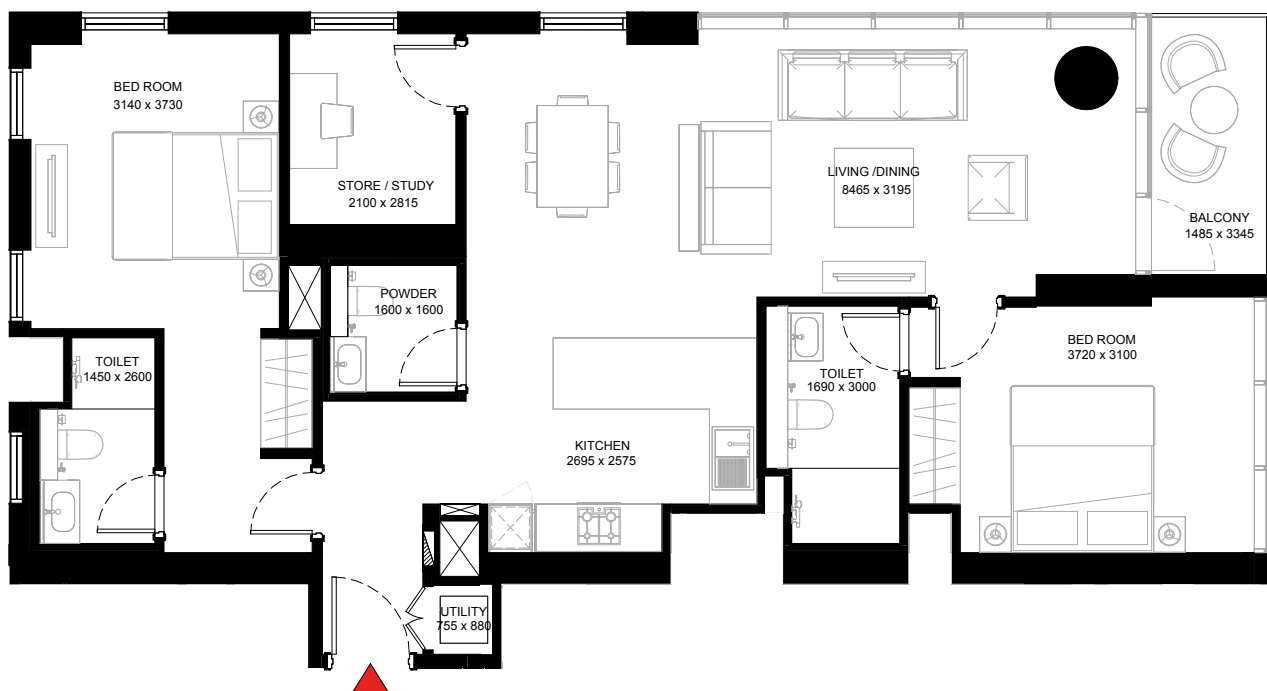 BED ROOM
3140 x 3730
STORE / STUDY
2100 x 2815
LIVING /DINING
8465 x 3195
BALCONY
1485 x 3345
POWDER
1600 x 1600
TOILET
1450 x 2600
TOILET
1690 x 3000
BED ROOM
3720 x 3100
KITCHEN
2695 x 2575
UTILITY
755 x 880